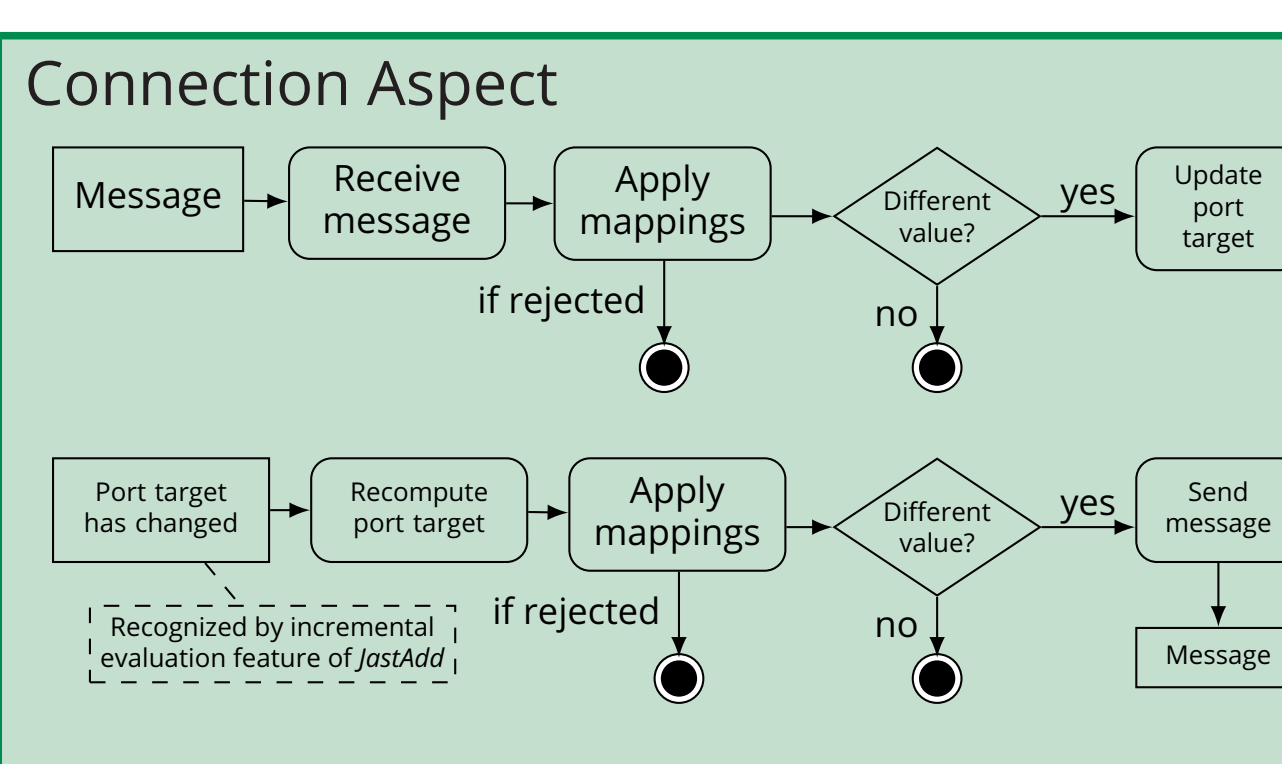 Connection Aspect
Message
Receive
message
Apply
mappings
Different
value?
yes
Update
port
target
if rejected
no
Port target
has changed
Recompute
port target
Apply
mappings
Different
value?
yes
Send
message
if rejected
no
Recognized by incremental
evaluation feature of JastAdd
Message